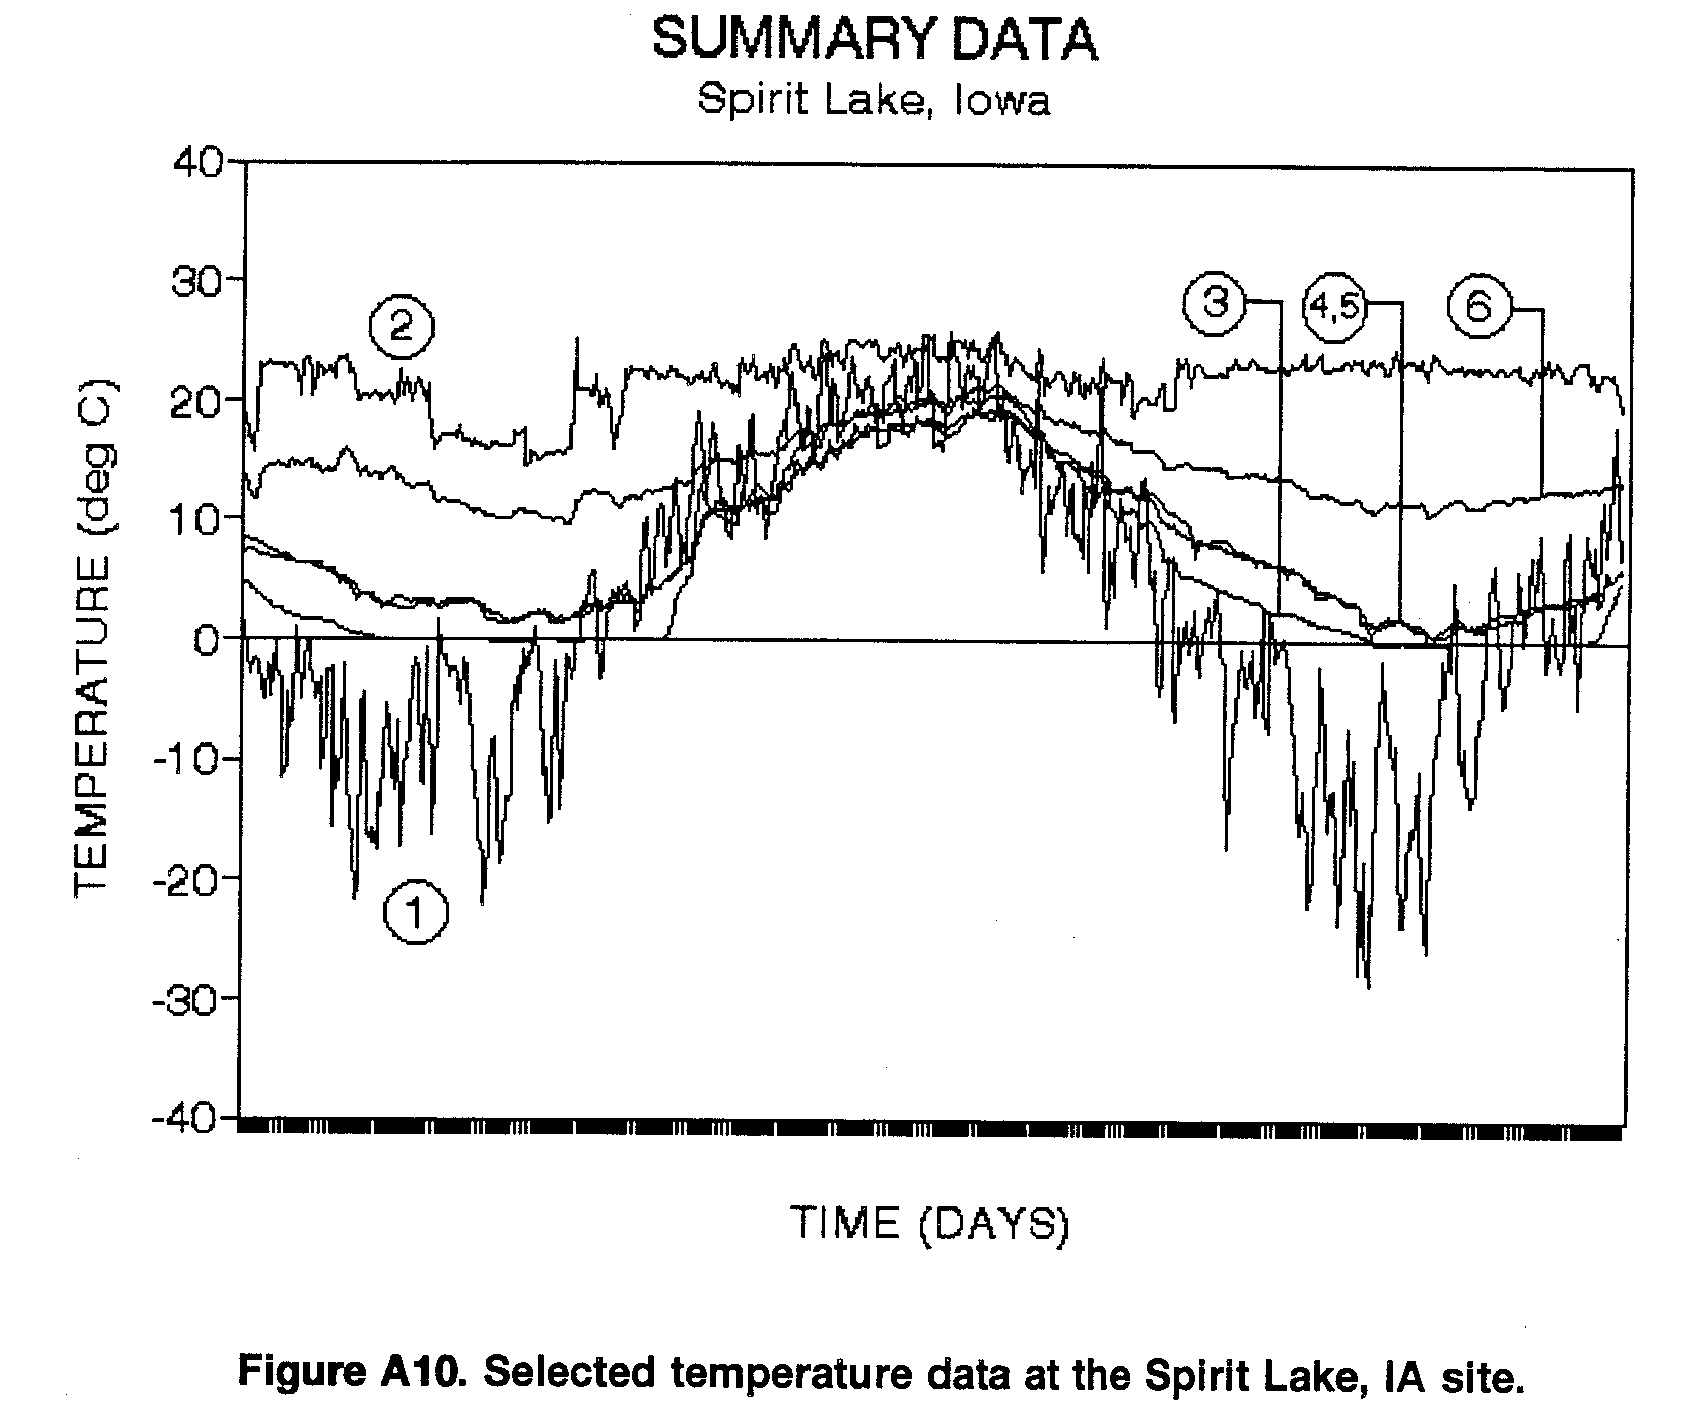 SUMMARY DATA
Spirit Lake, Iowa
40
30
20
10
0
-10
-20
-30
-40
TEMPERATURE (deg C)
2
3
4,5
6
1
TIME (DAYS)
Figure A10. Selected temperature data at the Spirit Lake, IA site.